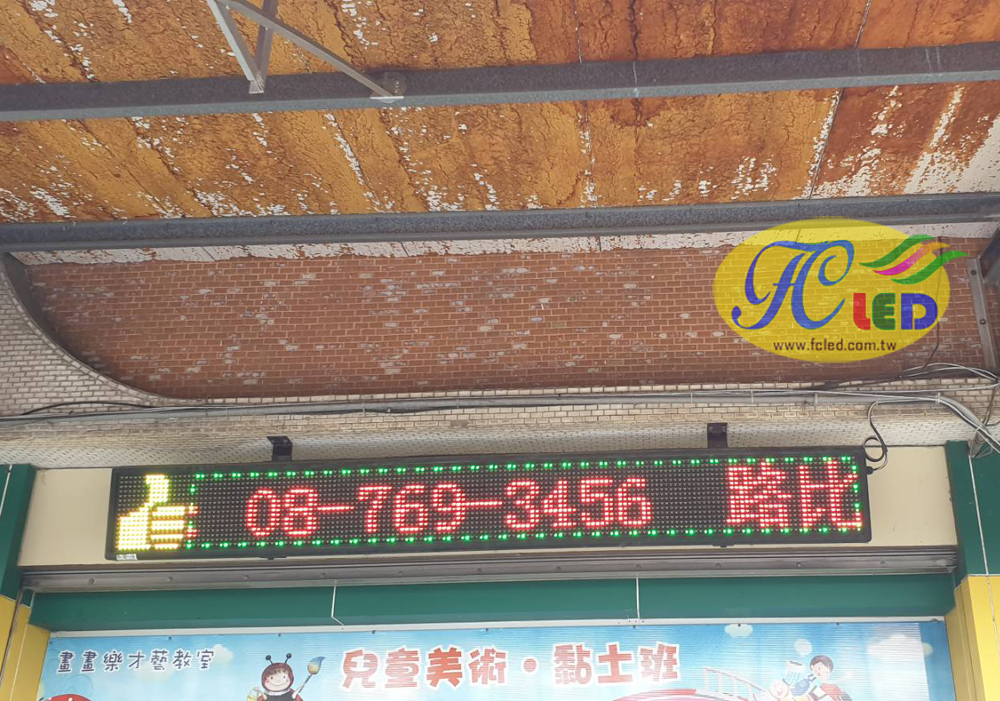 FC LED
www.fcled.com.tw
08-769-3456 路比
畫畫樂才藝教室
兒童美術・黏土班